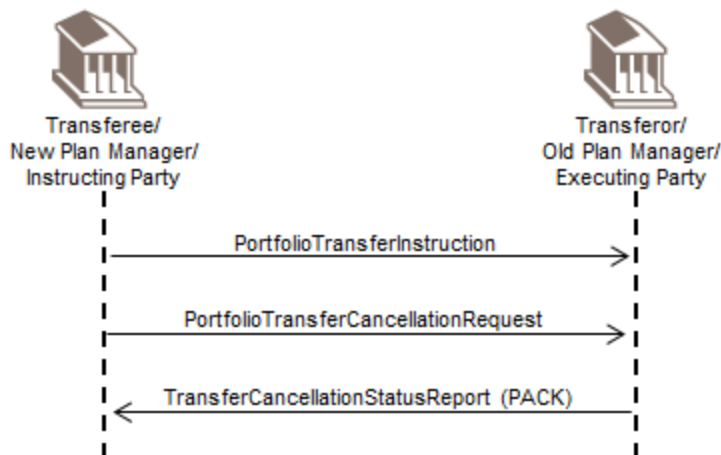 Transferee/
New Plan Manager/
Instructing Party
Transferor/
Old Plan Manager/
Executing Party
PortfolioTransferInstruction
PortfolioTransferCancellationRequest
TransferCancellationStatusReport (PACK)